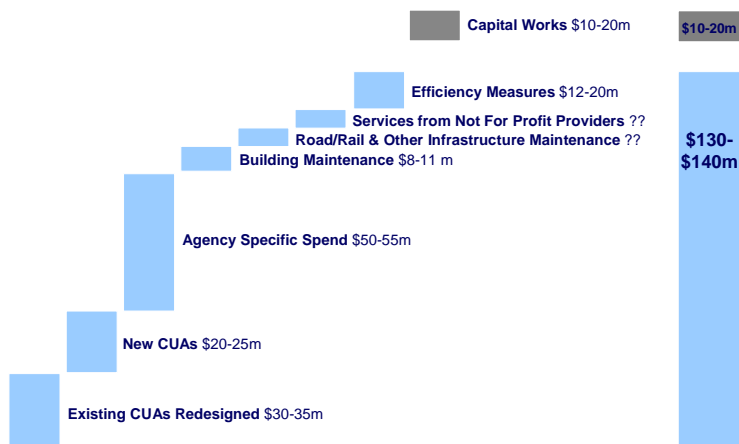 Capital Works $10-20m
$10-20m
Efficiency Measures $12-20m
Services from Not For Profit Providers ??
Road/Rail & Other Infrastructure Maintenance ??
$130-
$140m
Building Maintenance $8-11 m
Agency Specific Spend $50-55m
New CUAs $20-25m
Existing CUAs Redesigned $30-35m